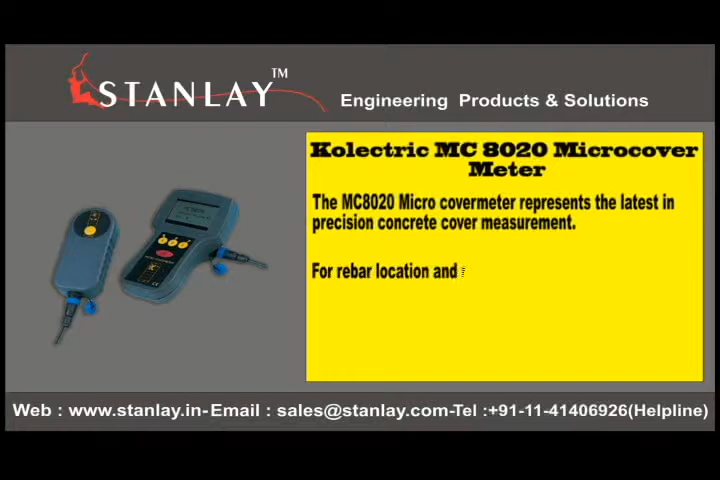 STANLAY™
Engineering Products & Solutions
Kolectric MC 8020 Microcover
Meter
The MC8020 Micro covermeter represents the latest in
precision concrete cover measurement.
For rebar location and
Web : www.stanlay.in-Email : sales@stanlay.com-Tel :+91-11-41406926(Helpline)